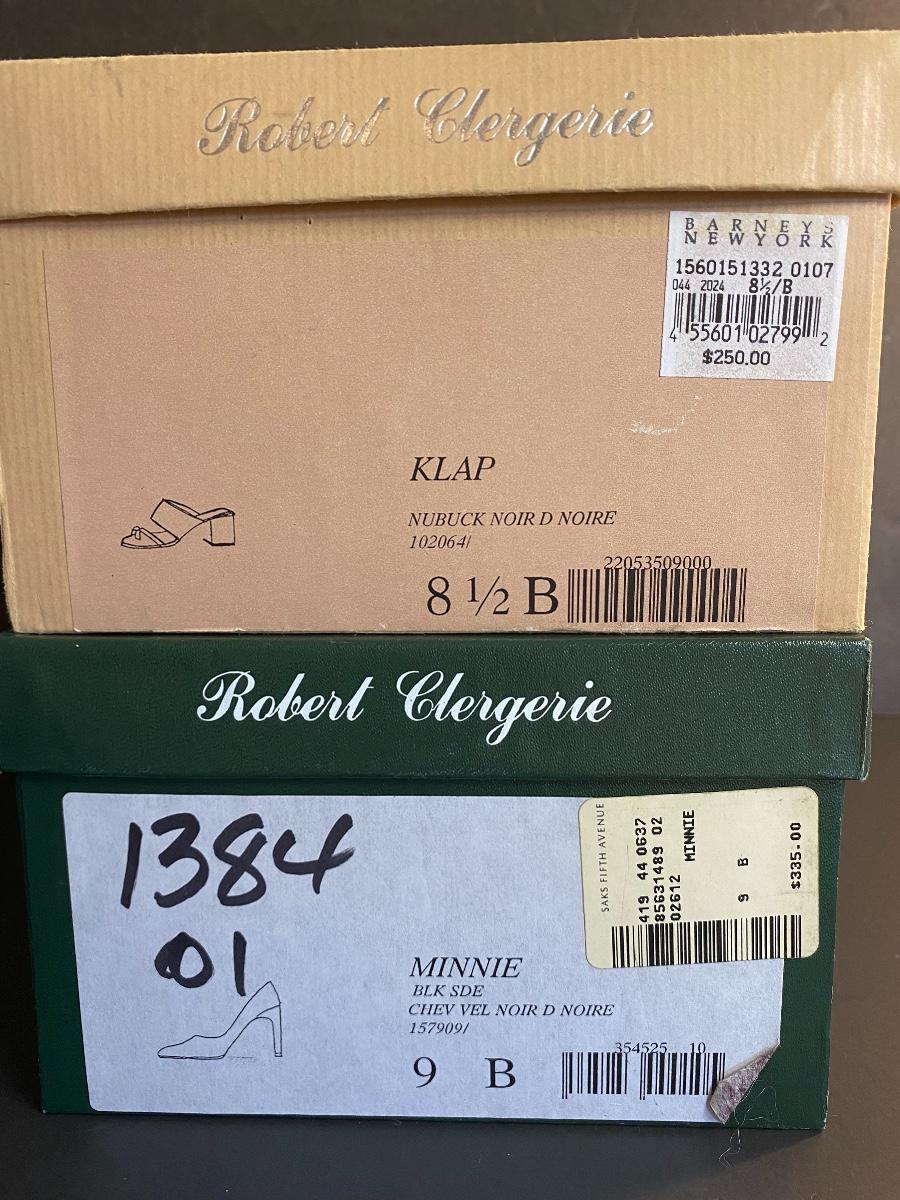 Robert Clergerie
BARNEYS
NEW YORK
1560151332 0107
044 2024 8½/B
4 55601 02799 2
$250.00
KLAP
NUBUCK NOIR D NOIRE
102064/
22053509000
8 ½ B
Robert Clergerie
1384
01
SAKS FIFTH AVENUE
419 44 0637
85631489 02
02612 MINNIE
9 B
$335.00
MINNIE
BLK SDE
CHEV VEL NOIR D NOIRE
157909/
354525 10
9 B